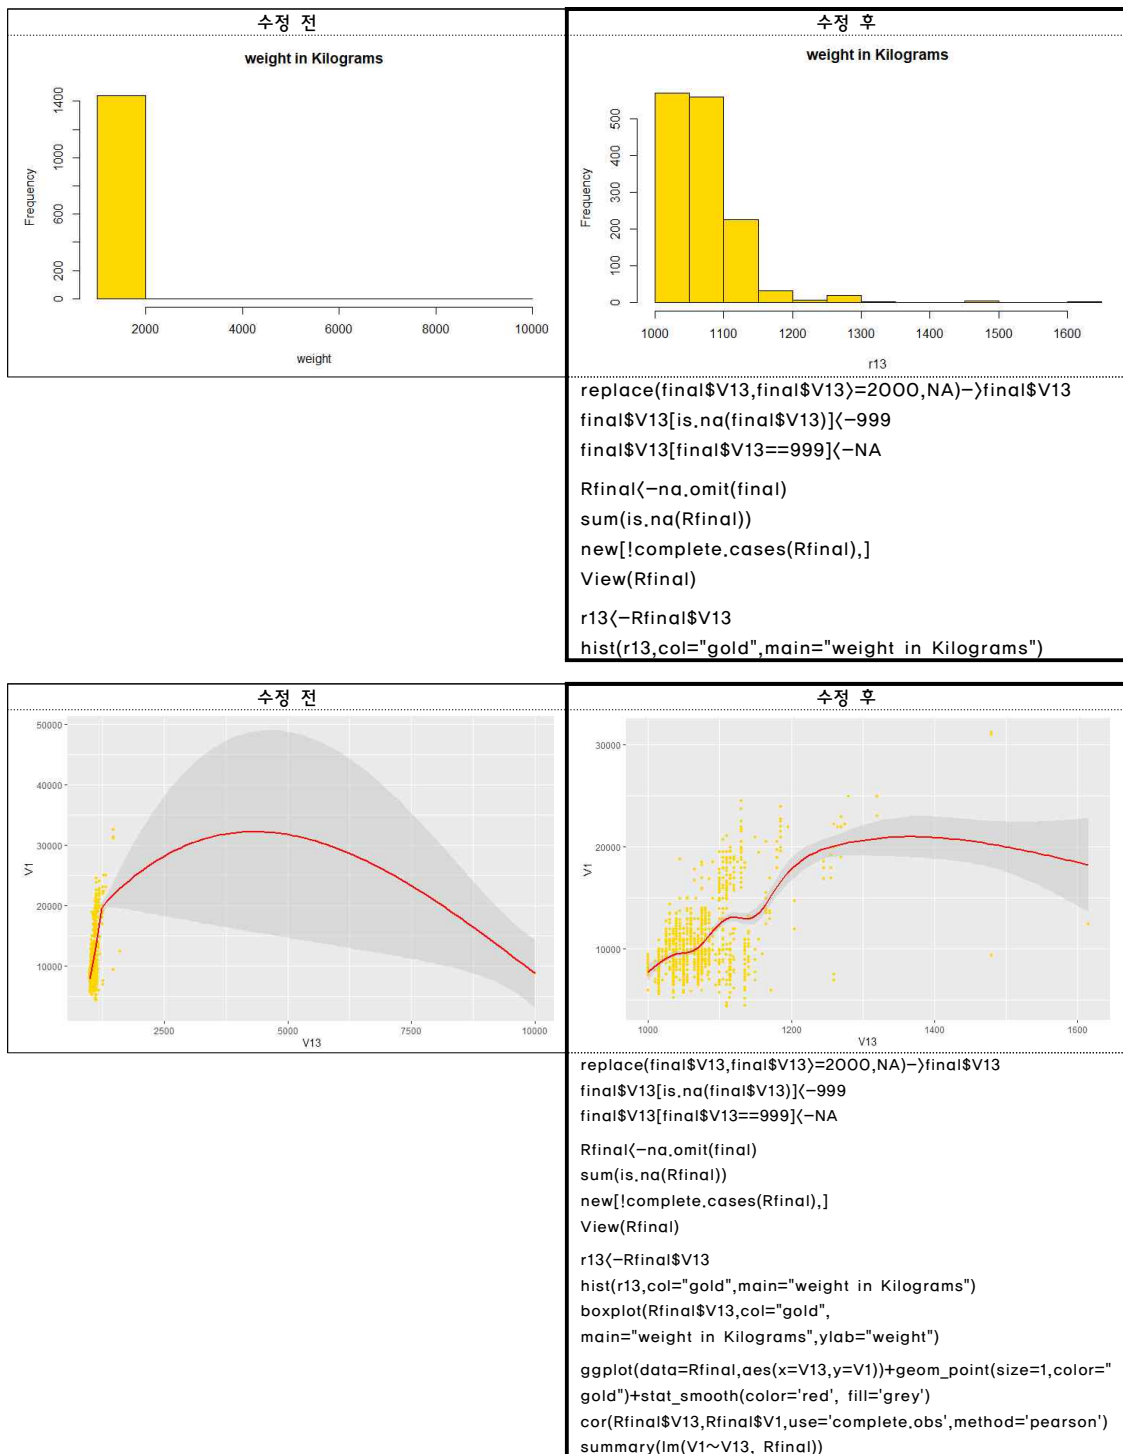 수정 전
수정 후
weight in Kilograms
Frequency
0 200 600 1000 1400
2000 4000 6000 8000 10000
weight
weight in Kilograms
Frequency
0 100 200 300 400 500
1000 1100 1200 1300 1400 1500 1600
r13
replace(final$V13,final$V13>=2000,NA)->final$V13
final$V13[is.na(final$V13)]<-999
final$V13[final$V13==999]<-NA
Rfinal<-na.omit(final)
sum(is.na(Rfinal))
new[!complete.cases(Rfinal),]
View(Rfinal)
r13<-Rfinal$V13
hist(r13,col="gold",main="weight in Kilograms")
수정 전
수정 후
50000
40000
30000
20000
10000
V1
2500 5000 7500 10000
V13
30000
20000
10000
V1
1000 1200 1400 1600
V13
replace(final$V13,final$V13>=2000,NA)->final$V13
final$V13[is.na(final$V13)]<-999
final$V13[final$V13==999]<-NA
Rfinal<-na.omit(final)
sum(is.na(Rfinal))
new[!complete.cases(Rfinal),]
View(Rfinal)
r13<-Rfinal$V13
hist(r13,col="gold",main="weight in Kilograms")
boxplot(Rfinal$V13,col="gold",
main="weight in Kilograms",ylab="weight")
ggplot(data=Rfinal,aes(x=V13,y=V1))+geom_point(size=1,color="
gold")+stat_smooth(color='red', fill='grey')
cor(Rfinal$V13,Rfinal$V1,use='complete.obs',method='pearson')
summary(lm(V1~V13, Rfinal))